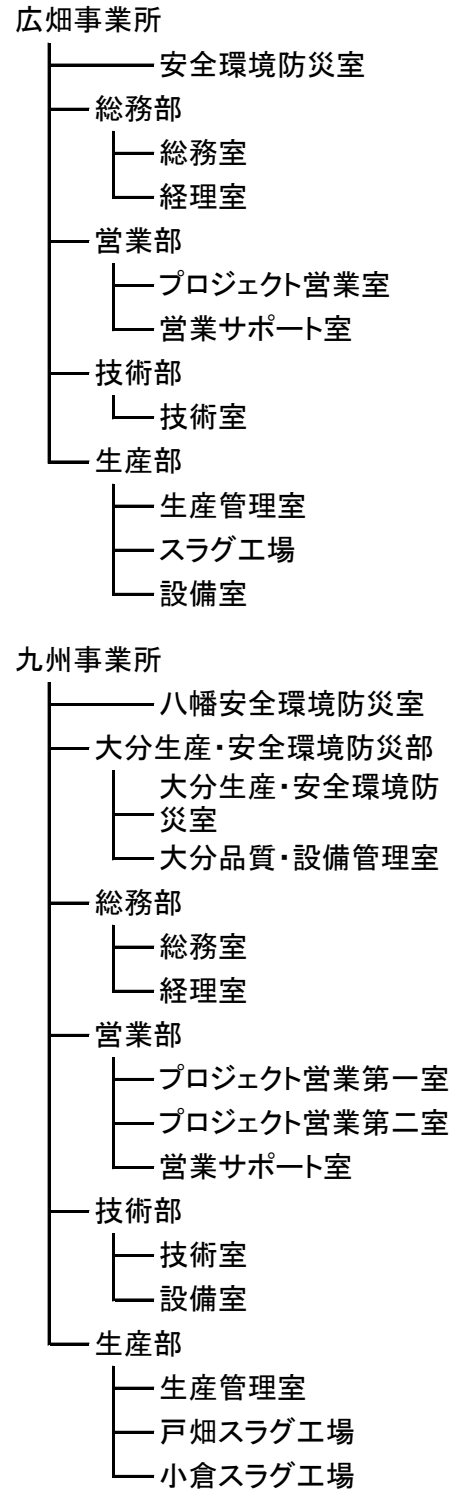 広畑事業所
安全環境防災室
総務部
総務室
経理室
営業部
プロジェクト営業室
営業サポート室
技術部
技術室
生産部
生産管理室
スラグ工場
設備室
九州事業所
八幡安全環境防災室
大分生産・安全環境防災部
大分生産・安全環境防
災室
大分品質・設備管理室
総務部
総務室
経理室
営業部
プロジェクト営業第一室
プロジェクト営業第二室
営業サポート室
技術部
技術室
設備室
生産部
生産管理室
戸畑スラグ工場
小倉スラグ工場